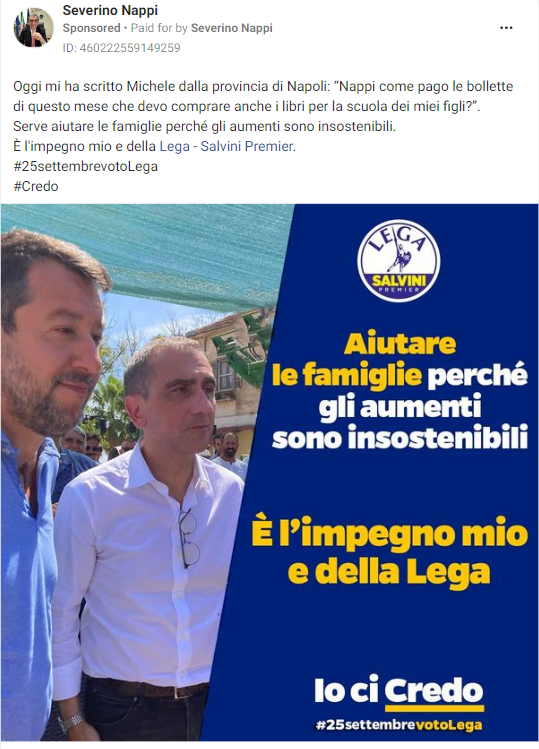 Severino Nappi
Sponsored • Paid for by Severino Nappi
ID: 460222559149259
Oggi mi ha scritto Michele dalla provincia di Napoli: “Nappi come pago le bollette
di questo mese che devo comprare anche i libri per la scuola dei miei figli?”.
Serve aiutare le famiglie perché gli aumenti sono insostenibili.
È l'impegno mio e della Lega - Salvini Premier.
#25settembrevotoLega
#Credo
LEGA
SALVINI
PREMIER
Aiutare
le famiglie perché
gli aumenti
sono insostenibili
È l’impegno mio
e della Lega
Io ci Credo
#25settembrevotoLega